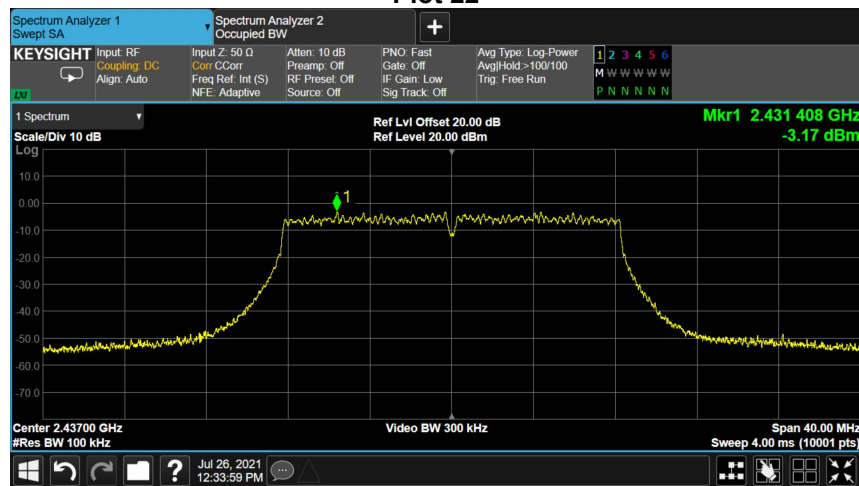 Spectrum Analyzer 1
Swept SA
Spectrum Analyzer 2
Occupied BW
+
KEYSIGHT
LXI
Input: RF
Coupling: DC
Align: Auto
Input Z: 50 Ω
Corr CCorr
Freq Ref: Int (S)
NFE: Adaptive
Atten: 10 dB
Preamp: Off
RF Presel: Off
Source: Off
PNO: Fast
Gate: Off
IF Gain: Low
Sig Track: Off
Avg Type: Log-Power
Avg|Hold:>100/100
Trig: Free Run
1 2 3 4 5 6
M W W W W W
P N N N N N
1 Spectrum
Scale/Div 10 dB
Ref Lvl Offset 20.00 dB
Ref Level 20.00 dBm
Mkr1 2.431 408 GHz
-3.17 dBm
Log
10.0
0.00
-10.0
-20.0
-30.0
-40.0
-50.0
-60.0
-70.0
1
Center 2.43700 GHz
#Res BW 100 kHz
Video BW 300 kHz
Span 40.00 MHz
Sweep 4.00 ms (10001 pts)
?
Jul 26, 2021
12:33:59 PM